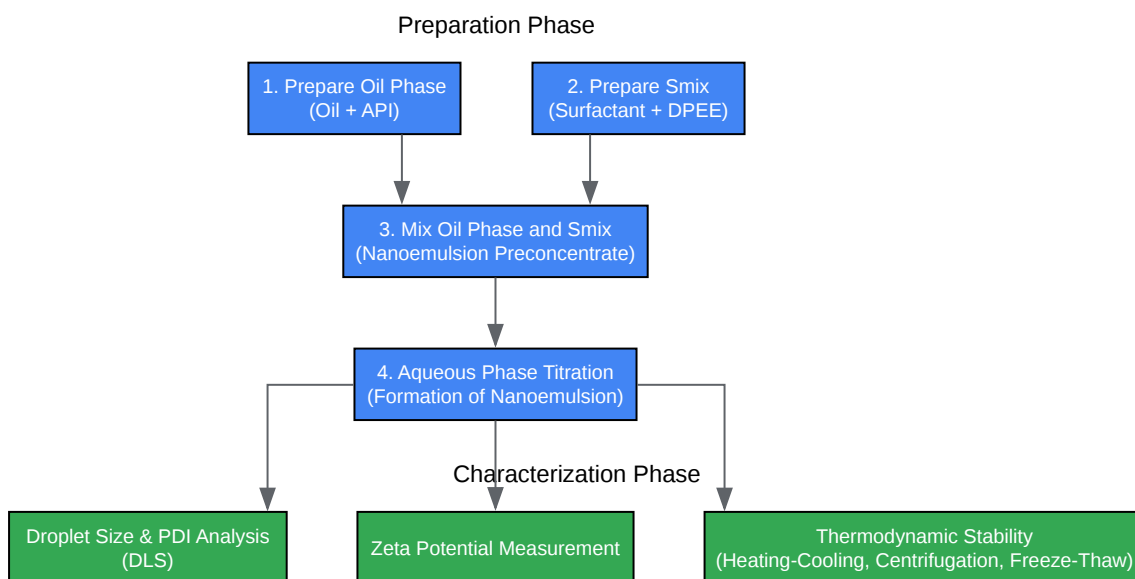 Preparation Phase
1. Prepare Oil Phase
(Oil + API)
2. Prepare Smix
(Surfactant + DPEE)
3. Mix Oil Phase and Smix
(Nanoemulsion Preconcentrate)
4. Aqueous Phase Titration
(Formation of Nanoemulsion)
Characterization Phase
Droplet Size & PDI Analysis
(DLS)
Zeta Potential Measurement
Thermodynamic Stability
(Heating-Cooling, Centrifugation, Freeze-Thaw)